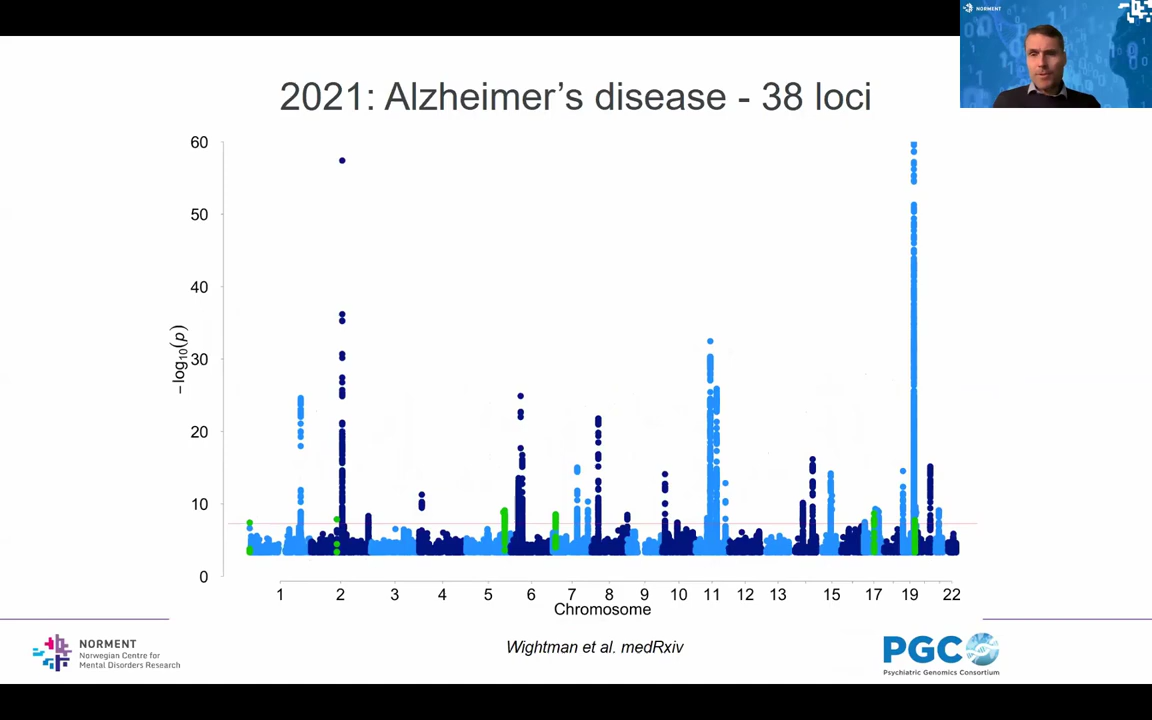 NORMENT
2021: Alzheimer's disease - 38 loci
60
50
40
30
20
10
0
−log10(p)
1 2 3 4 5 6 7 8 9 10 11 12 13 15 17 19 22
Chromosome
NORMENT
Norwegian Centre for
Mental Disorders Research
Wightman et al. medRxiv
PGC
Psychiatric Genomics Consortium